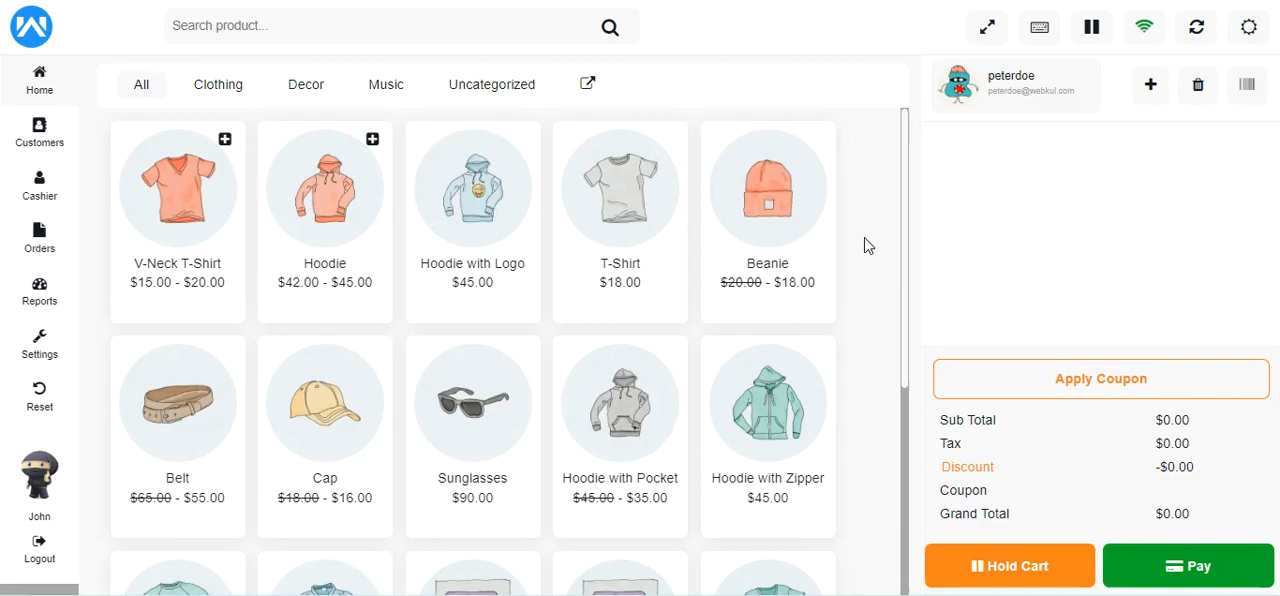 Search product...
Home
Customers
Cashier
Orders
Reports
Settings
Reset
John
Logout
All
Clothing
Decor
Music
Uncategorized
V-Neck T-Shirt
$15.00 - $20.00
Hoodie
$42.00 - $45.00
Hoodie with Logo
$45.00
T-Shirt
$18.00
Beanie
$20.00 - $18.00
Belt
$65.00 - $55.00
Cap
$18.00 - $16.00
Sunglasses
$90.00
Hoodie with Pocket
$45.00 - $35.00
Hoodie with Zipper
$45.00
peterdoe
peterdoe@webkul.com
Apply Coupon
Sub Total $0.00
Tax $0.00
Discount -$0.00
Coupon
Grand Total $0.00
Hold Cart
Pay